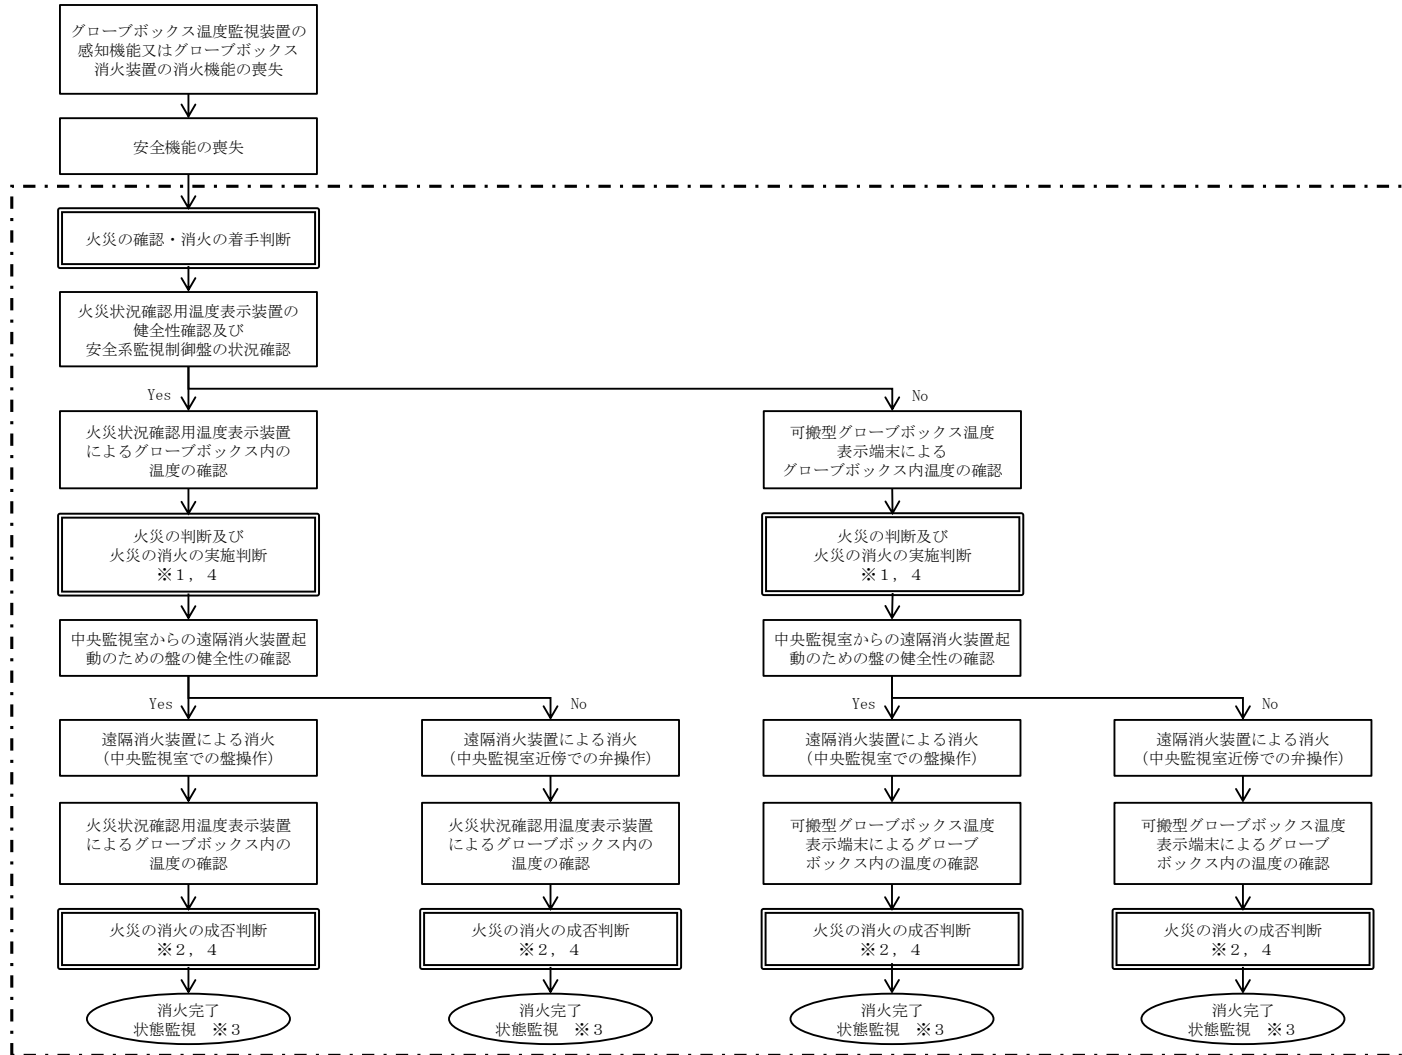 グローブボックス温度監視装置の
感知機能又はグローブボックス
消火装置の消火機能の喪失
安全機能の喪失
火災の確認・消火の着手判断
火災状況確認用温度表示装置の
健全性確認及び
安全系監視制御盤の状況確認
Yes
No
火災状況確認用温度表示装置
によるグローブボックス内の
温度の確認
可搬型グローブボックス温度
表示端末による
グローブボックス内温度の確認
火災の判断及び
火災の消火の実施判断
※１，４
火災の判断及び
火災の消火の実施判断
※１，４
中央監視室からの遠隔消火装置起
動のための盤の健全性の確認
中央監視室からの遠隔消火装置起
動のための盤の健全性の確認
Yes
No
Yes
No
遠隔消火装置による消火
（中央監視室での盤操作）
遠隔消火装置による消火
（中央監視室近傍での弁操作）
遠隔消火装置による消火
（中央監視室での盤操作）
遠隔消火装置による消火
（中央監視室近傍での弁操作）
火災状況確認用温度表示装置
によるグローブボックス内の
温度の確認
火災状況確認用温度表示装置
によるグローブボックス内の
温度の確認
可搬型グローブボックス温度
表示端末によるグローブ
ボックス内の温度の確認
可搬型グローブボックス温度
表示端末によるグローブ
ボックス内の温度の確認
火災の消火の成否判断
※２，４
火災の消火の成否判断
※２，４
火災の消火の成否判断
※２，４
火災の消火の成否判断
※２，４
消火完了
状態監視　※３
消火完了
状態監視　※３
消火完了
状態監視　※３
消火完了
状態監視　※３